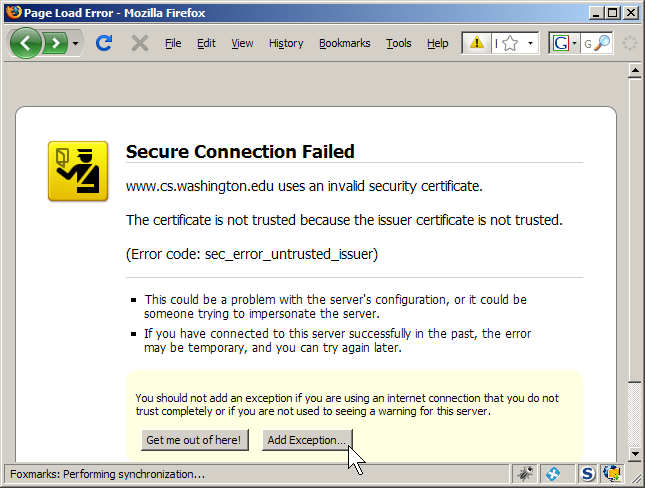 Page Load Error - Mozilla Firefox
File Edit View History Bookmarks Tools Help
G
G
Secure Connection Failed
www.cs.washington.edu uses an invalid security certificate.
The certificate is not trusted because the issuer certificate is not trusted.
(Error code: sec_error_untrusted_issuer)
This could be a problem with the server's configuration, or it could be
someone trying to impersonate the server.
If you have connected to this server successfully in the past, the error
may be temporary, and you can try again later.
You should not add an exception if you are using an internet connection that you do not
trust completely or if you are not used to seeing a warning for this server.
Get me out of here! Add Exception...
Foxmarks: Performing synchronization...
S